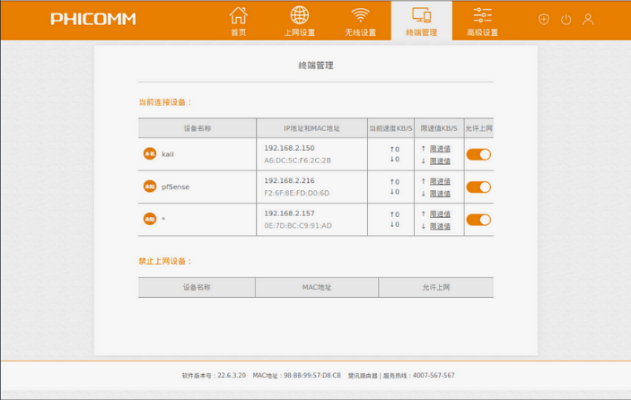 PHICOMM
首页 上网设置 无线设置 终端管理 高级设置
终端管理
当前连接设备：
设备名称 IP地址和MAC地址 当前速度KB/S 限速值KB/S 允许上网
kali 192.168.2.150 ↑0 ↑ 限速值
A6:DC:5C:F6:2C:2B ↓0 ↓ 限速值
pfSense 192.168.2.216 ↑0 ↑ 限速值
F2:6F:8E:FD:D0:6D ↓0 ↓ 限速值
* 192.168.2.157 ↑0 ↑ 限速值
0E:7D:BC:C9:91:AD ↓0 ↓ 限速值
禁止上网设备：
设备名称 MAC地址 允许上网
软件版本号：22.6.3.20 MAC地址：98:BB:99:57:D8:CB 斐讯路由器 | 服务热线：4007-567-567